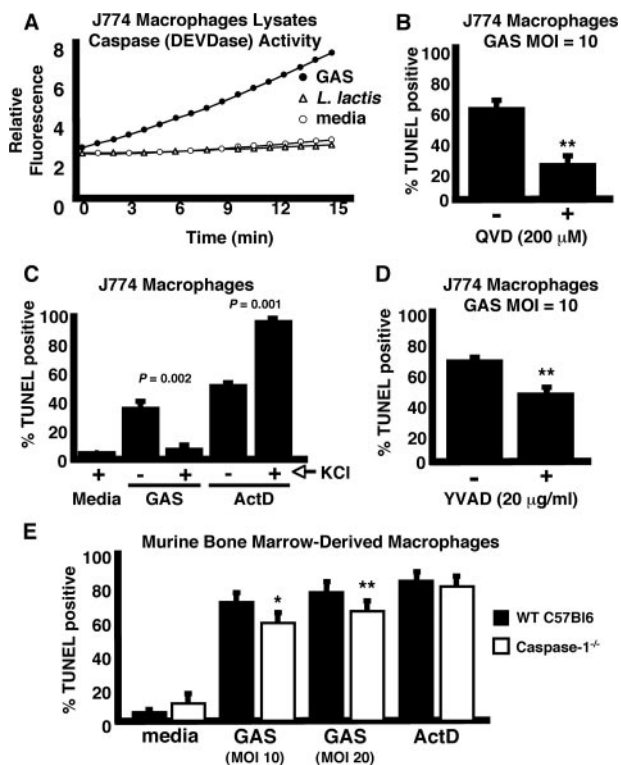 A
J774 Macrophages Lysates
Caspase (DEVDase) Activity
Relative
Fluorescence
8
6
4
2
0
GAS
L. lactis
media
0 3 6 9 12 15
Time (min)
B
J774 Macrophages
GAS MOI = 10
% TUNEL positive
100
80
60
40
20
0
**
- +
QVD (200 µM)
C
J774 Macrophages
% TUNEL positive
100
80
60
40
20
0
P = 0.002
P = 0.001
+ - + - + KCl
Media GAS ActD
D
J774 Macrophages
GAS MOI = 10
% TUNEL positive
100
80
60
40
20
0
**
- +
YVAD (20 µg/ml)
E
Murine Bone Marrow-Derived Macrophages
% TUNEL positive
100
80
60
40
20
0
* **
WT C57Bl6
Caspase-1-/-
media GAS GAS ActD
(MOI 10) (MOI 20)